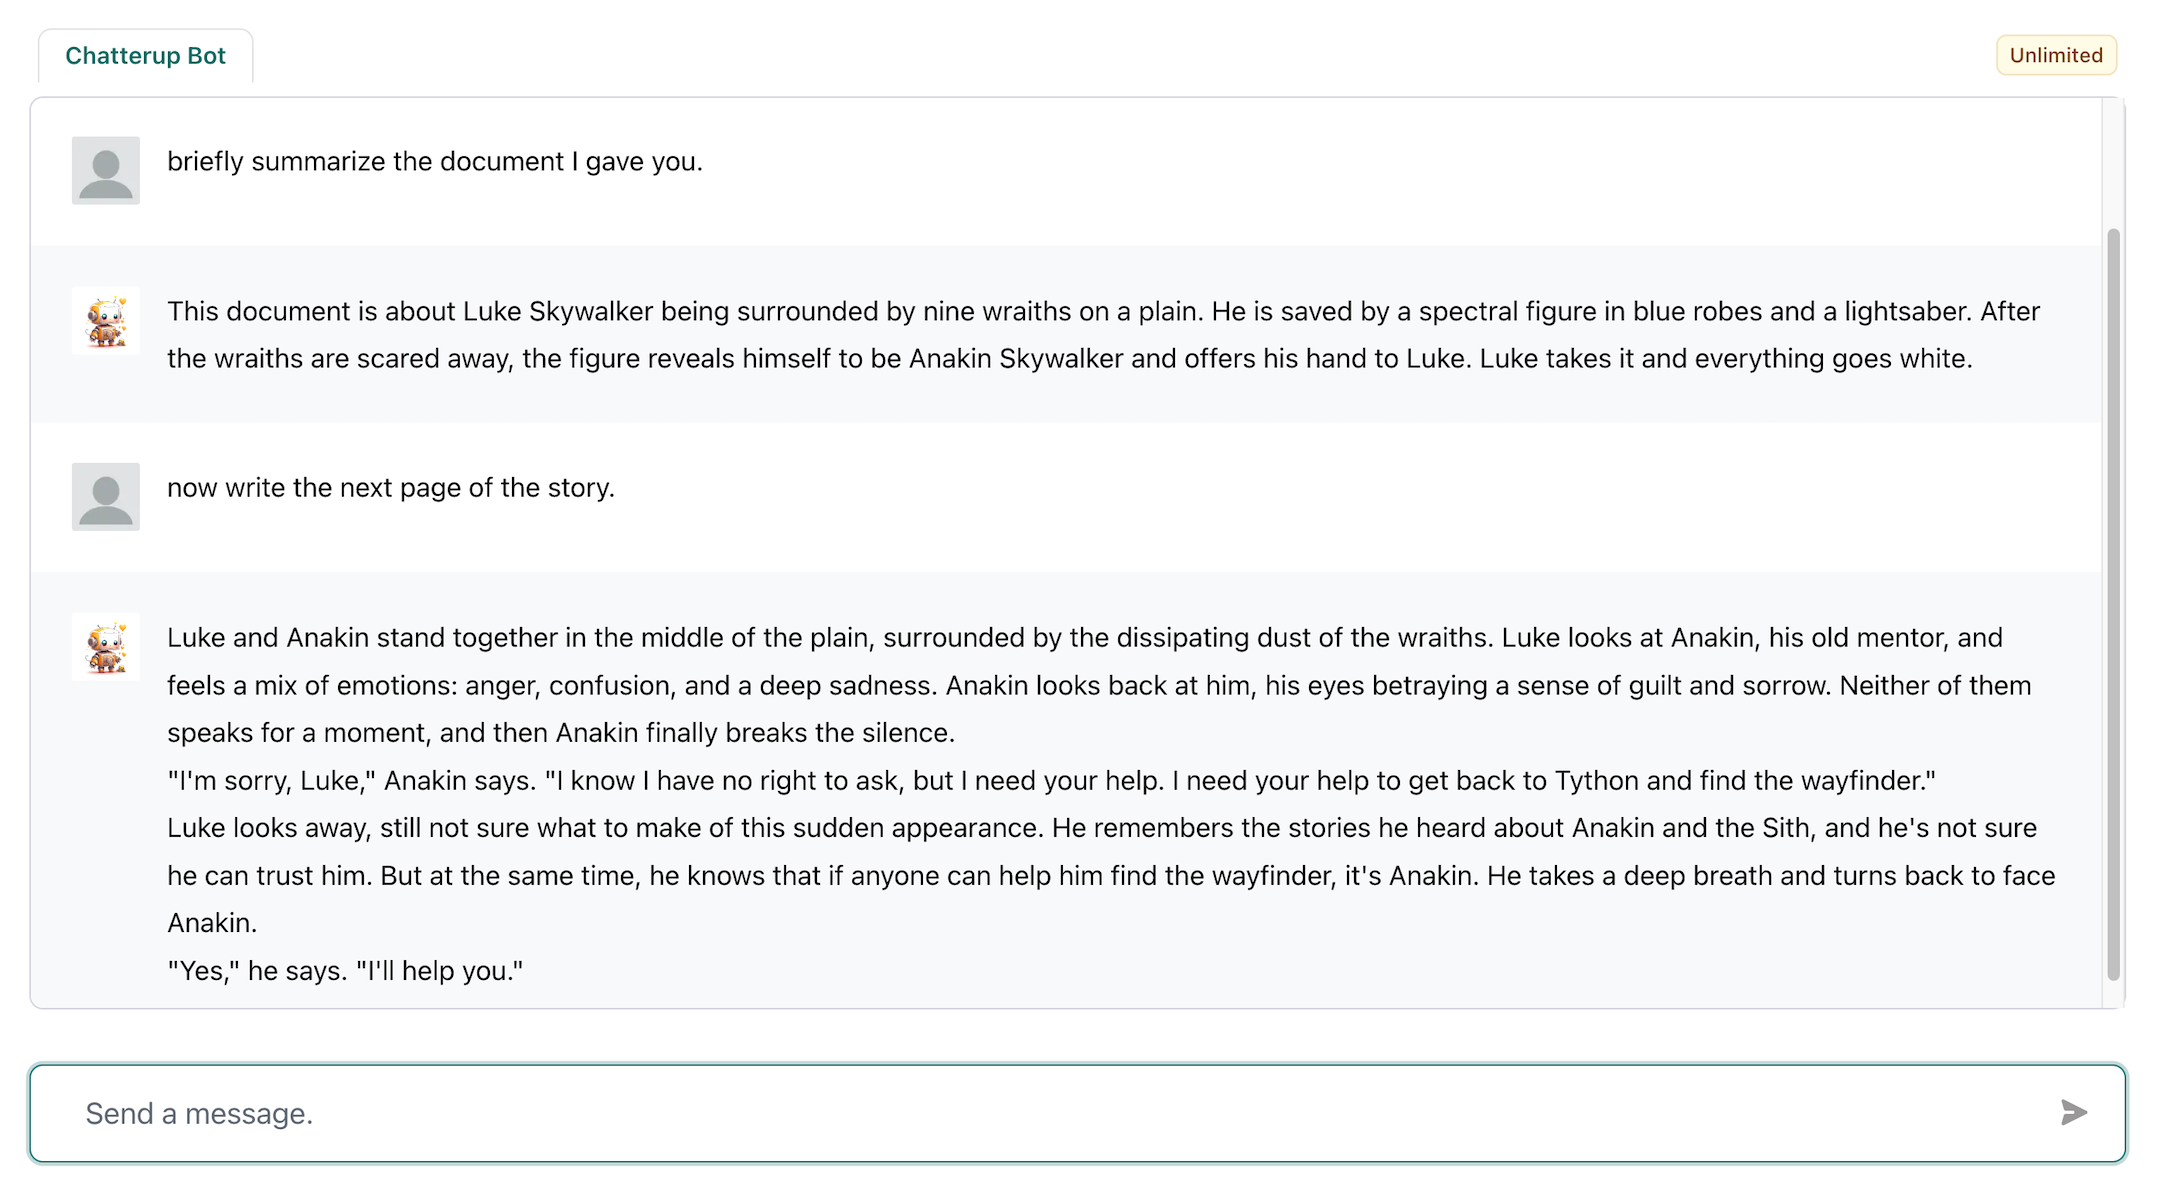 Chatterup Bot
Unlimited
briefly summarize the document I gave you.
This document is about Luke Skywalker being surrounded by nine wraiths on a plain. He is saved by a spectral figure in blue robes and a lightsaber. After
the wraiths are scared away, the figure reveals himself to be Anakin Skywalker and offers his hand to Luke. Luke takes it and everything goes white.
now write the next page of the story.
Luke and Anakin stand together in the middle of the plain, surrounded by the dissipating dust of the wraiths. Luke looks at Anakin, his old mentor, and
feels a mix of emotions: anger, confusion, and a deep sadness. Anakin looks back at him, his eyes betraying a sense of guilt and sorrow. Neither of them
speaks for a moment, and then Anakin finally breaks the silence.
"I'm sorry, Luke," Anakin says. "I know I have no right to ask, but I need your help. I need your help to get back to Tython and find the wayfinder."
Luke looks away, still not sure what to make of this sudden appearance. He remembers the stories he heard about Anakin and the Sith, and he's not sure
he can trust him. But at the same time, he knows that if anyone can help him find the wayfinder, it's Anakin. He takes a deep breath and turns back to face
Anakin.
"Yes," he says. "I'll help you."
Send a message.